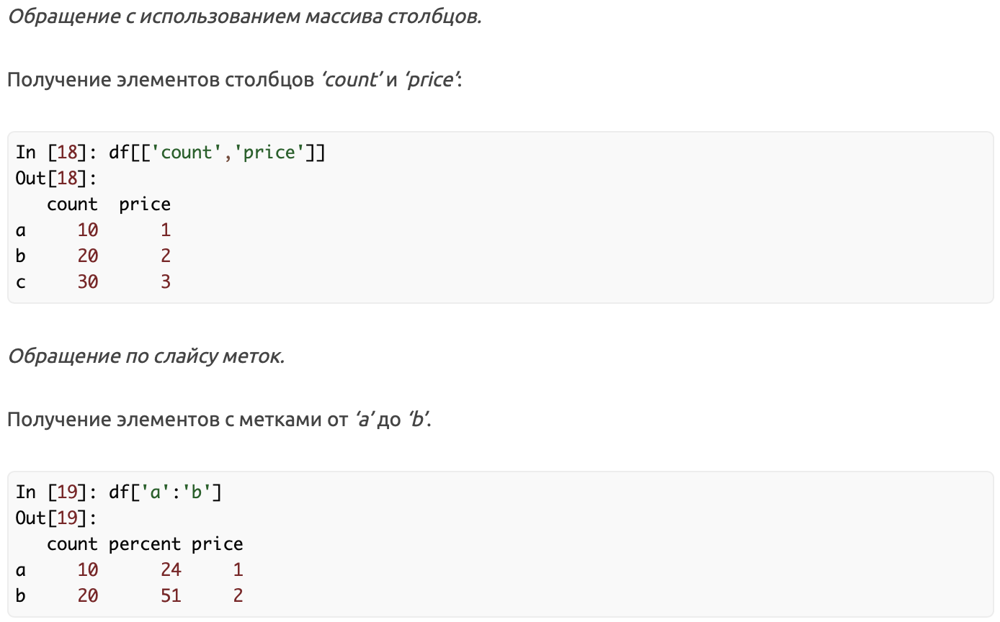 Обращение с использованием массива столбцов.
Получение элементов столбцов ‘count’ и ‘price’:
In [18]: df[['count','price']]
Out[18]:
   count  price
a     10      1
b     20      2
c     30      3
Обращение по слайсу меток.
Получение элементов с метками от ‘a’ до ‘b’.
In [19]: df['a':'b']
Out[19]:
   count percent price
a     10      24     1
b     20      51     2